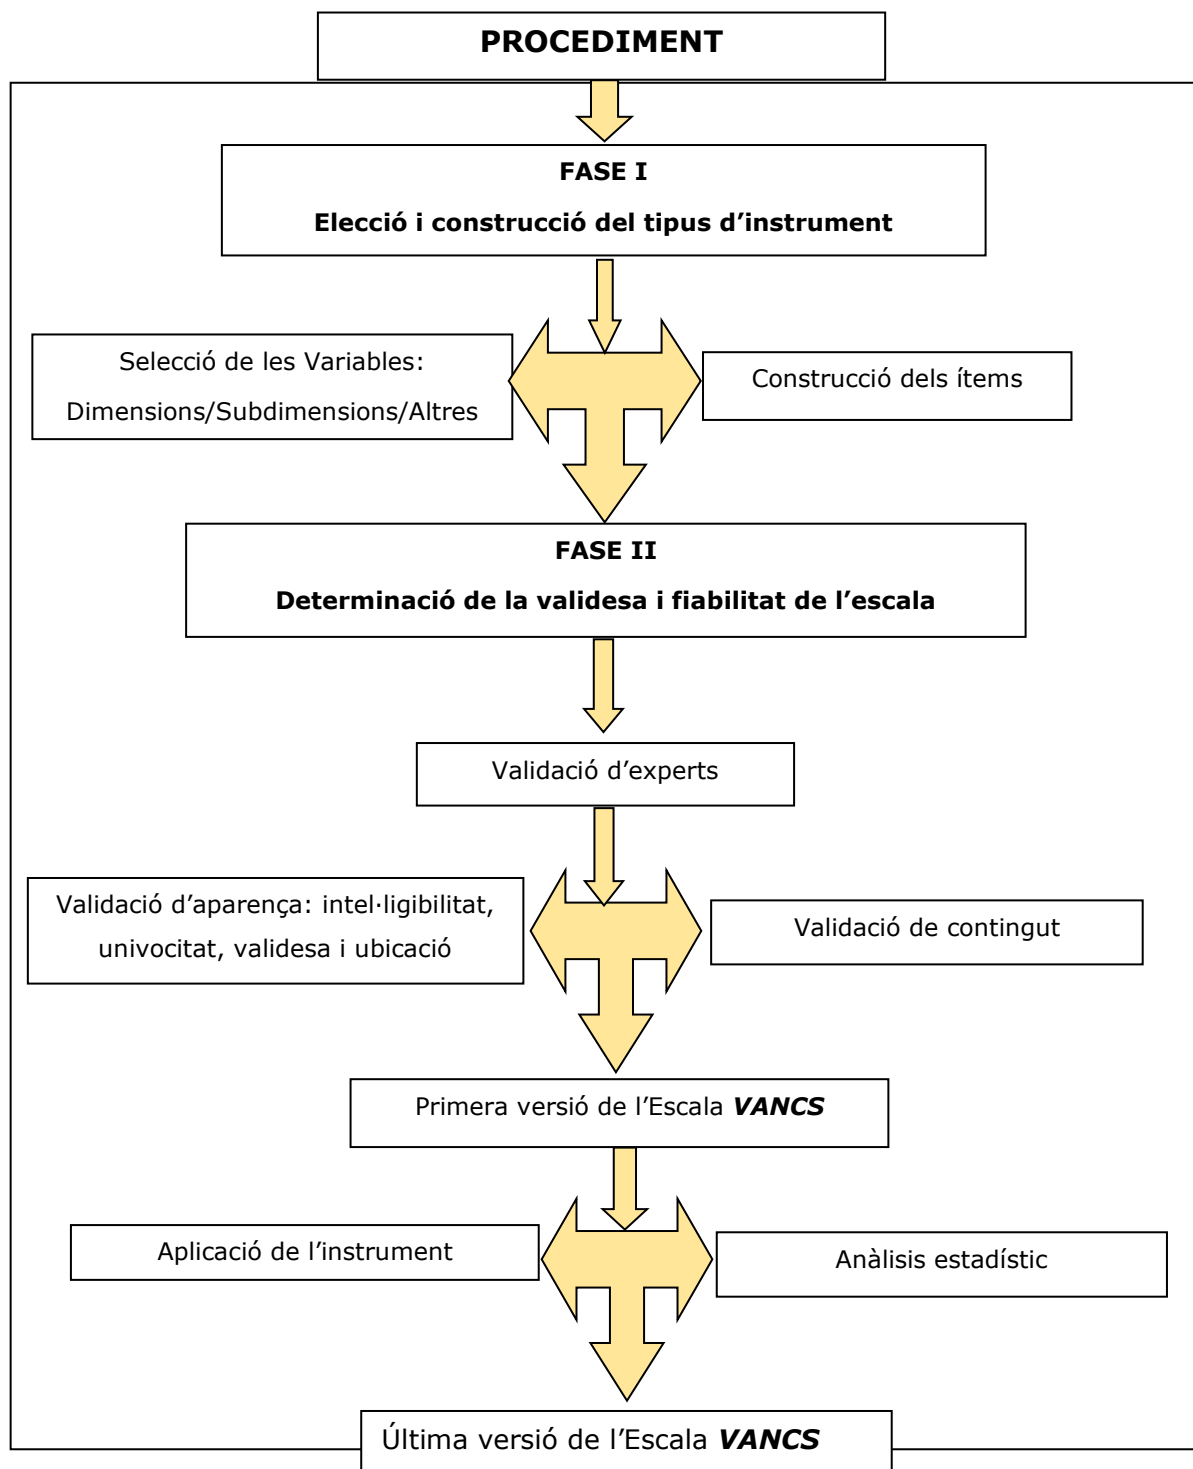 PROCEDIMENT
FASE I
Elecció i construcció del tipus d’instrument
Selecció de les Variables:
Dimensions/Subdimensions/Altres
Construcció dels ítems
FASE II
Determinació de la validesa i fiabilitat de l’escala
Validació d’experts
Validació d’aparença: intel·ligibilitat,
univocitat, validesa i ubicació
Validació de contingut
Primera versió de l’Escala VANCS
Aplicació de l’instrument
Anàlisis estadístic
Última versió de l’Escala VANCS